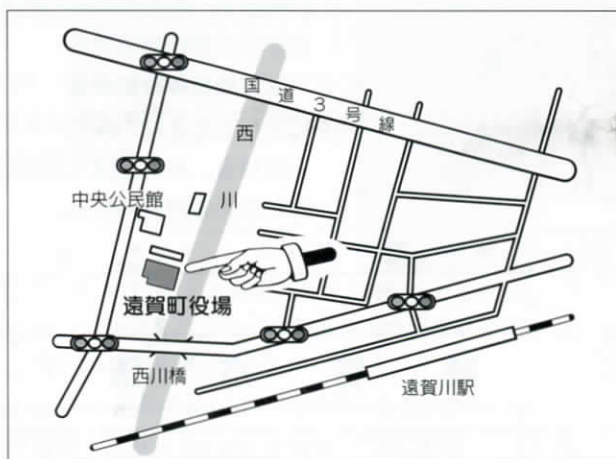 国道3号線
西川
中央公民館
遠賀町役場
西川橋
遠賀川駅